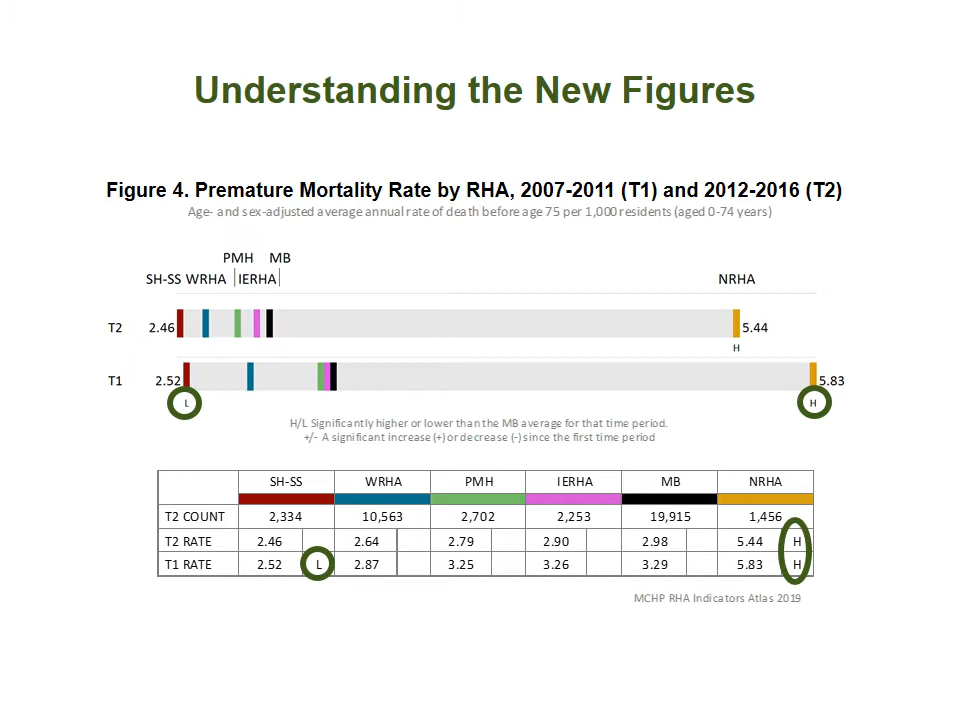 Understanding the New Figures
Figure 4. Premature Mortality Rate by RHA, 2007-2011 (T1) and 2012-2016 (T2)
Age- and sex-adjusted average annual rate of death before age 75 per 1,000 residents (aged 0-74 years)
PMH MB
SH-SS WRHA IERHA NRHA
T2 2.46 5.44
H
T1 2.52 5.83
L H
H/L Significantly higher or lower than the MB average for that time period.
+/- A significant increase (+) or decrease (-) since the first time period
SH-SS WRHA PMH IERHA MB NRHA
T2 COUNT 2,334 10,563 2,702 2,253 19,915 1,456
T2 RATE 2.46 2.64 2.79 2.90 2.98 5.44 H
T1 RATE 2.52 L 2.87 3.25 3.26 3.29 5.83 H
MCHP RHA Indicators Atlas 2019